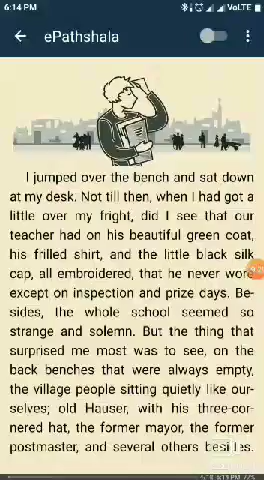 6:14 PM
VoLTE
ePathshala
I jumped over the bench and sat down
at my desk. Not till then, when I had got a
little over my fright, did I see that our
teacher had on his beautiful green coat,
his frilled shirt, and the little black silk
cap, all embroidered, that he never wore
except on inspection and prize days. Be-
sides, the whole school seemed so
strange and solemn. But the thing that
surprised me most was to see, on the
back benches that were always empty,
the village people sitting quietly like our-
selves; old Hauser, with his three-cor-
nered hat, the former mayor, the former
postmaster, and several others besides.